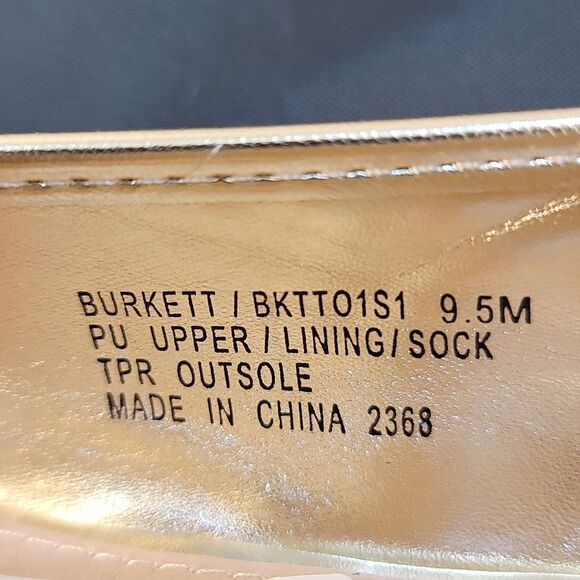 BURKETT / BKTT01S1 9.5M
PU UPPER / LINING / SOCK
TPR OUTSOLE
MADE IN CHINA 2368